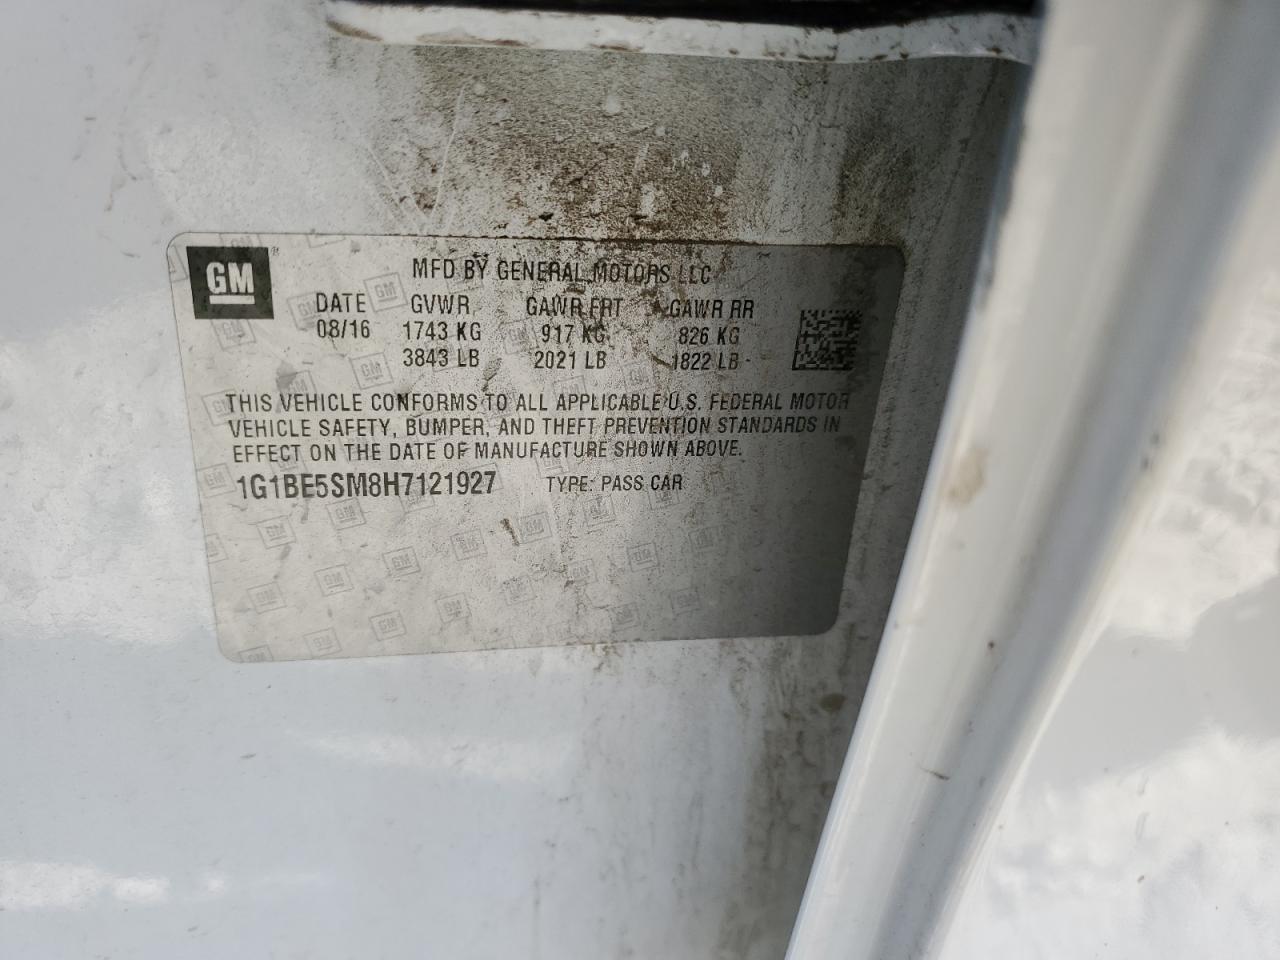 GM
MFD BY GENERAL MOTORS LLC
DATE GVWR GAWR FRT GAWR RR
08/16 1743 KG 917 KG 826 KG
3843 LB 2021 LB 1822 LB
THIS VEHICLE CONFORMS TO ALL APPLICABLE U.S. FEDERAL MOTOR
VEHICLE SAFETY, BUMPER, AND THEFT PREVENTION STANDARDS IN
EFFECT ON THE DATE OF MANUFACTURE SHOWN ABOVE.
1G1BE5SM8H7121927 TYPE: PASS CAR